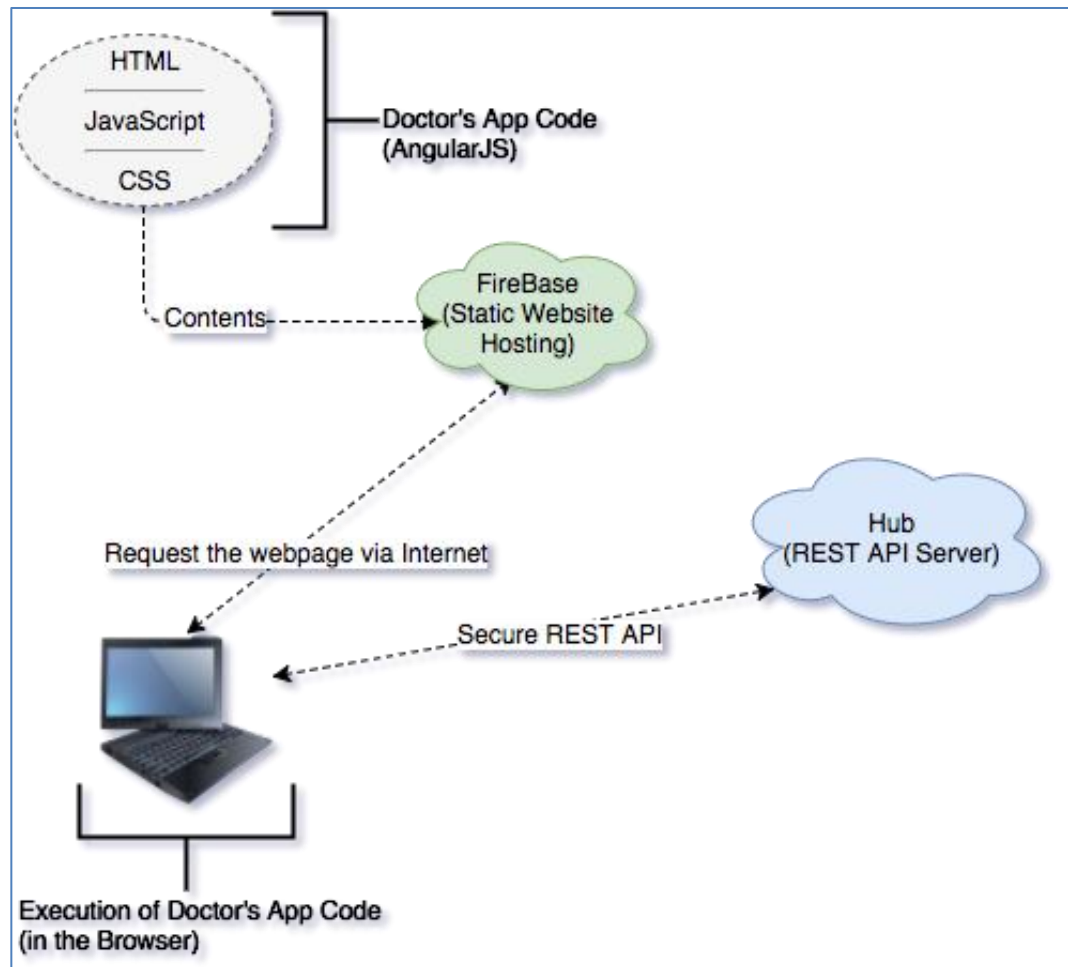 HTML
JavaScript
CSS
Doctor's App Code
(AngularJS)
FireBase
(Static Website
Hosting)
Contents
Hub
(REST API Server)
Request the webpage via Internet
Secure REST API
Execution of Doctor's App Code
(in the Browser)